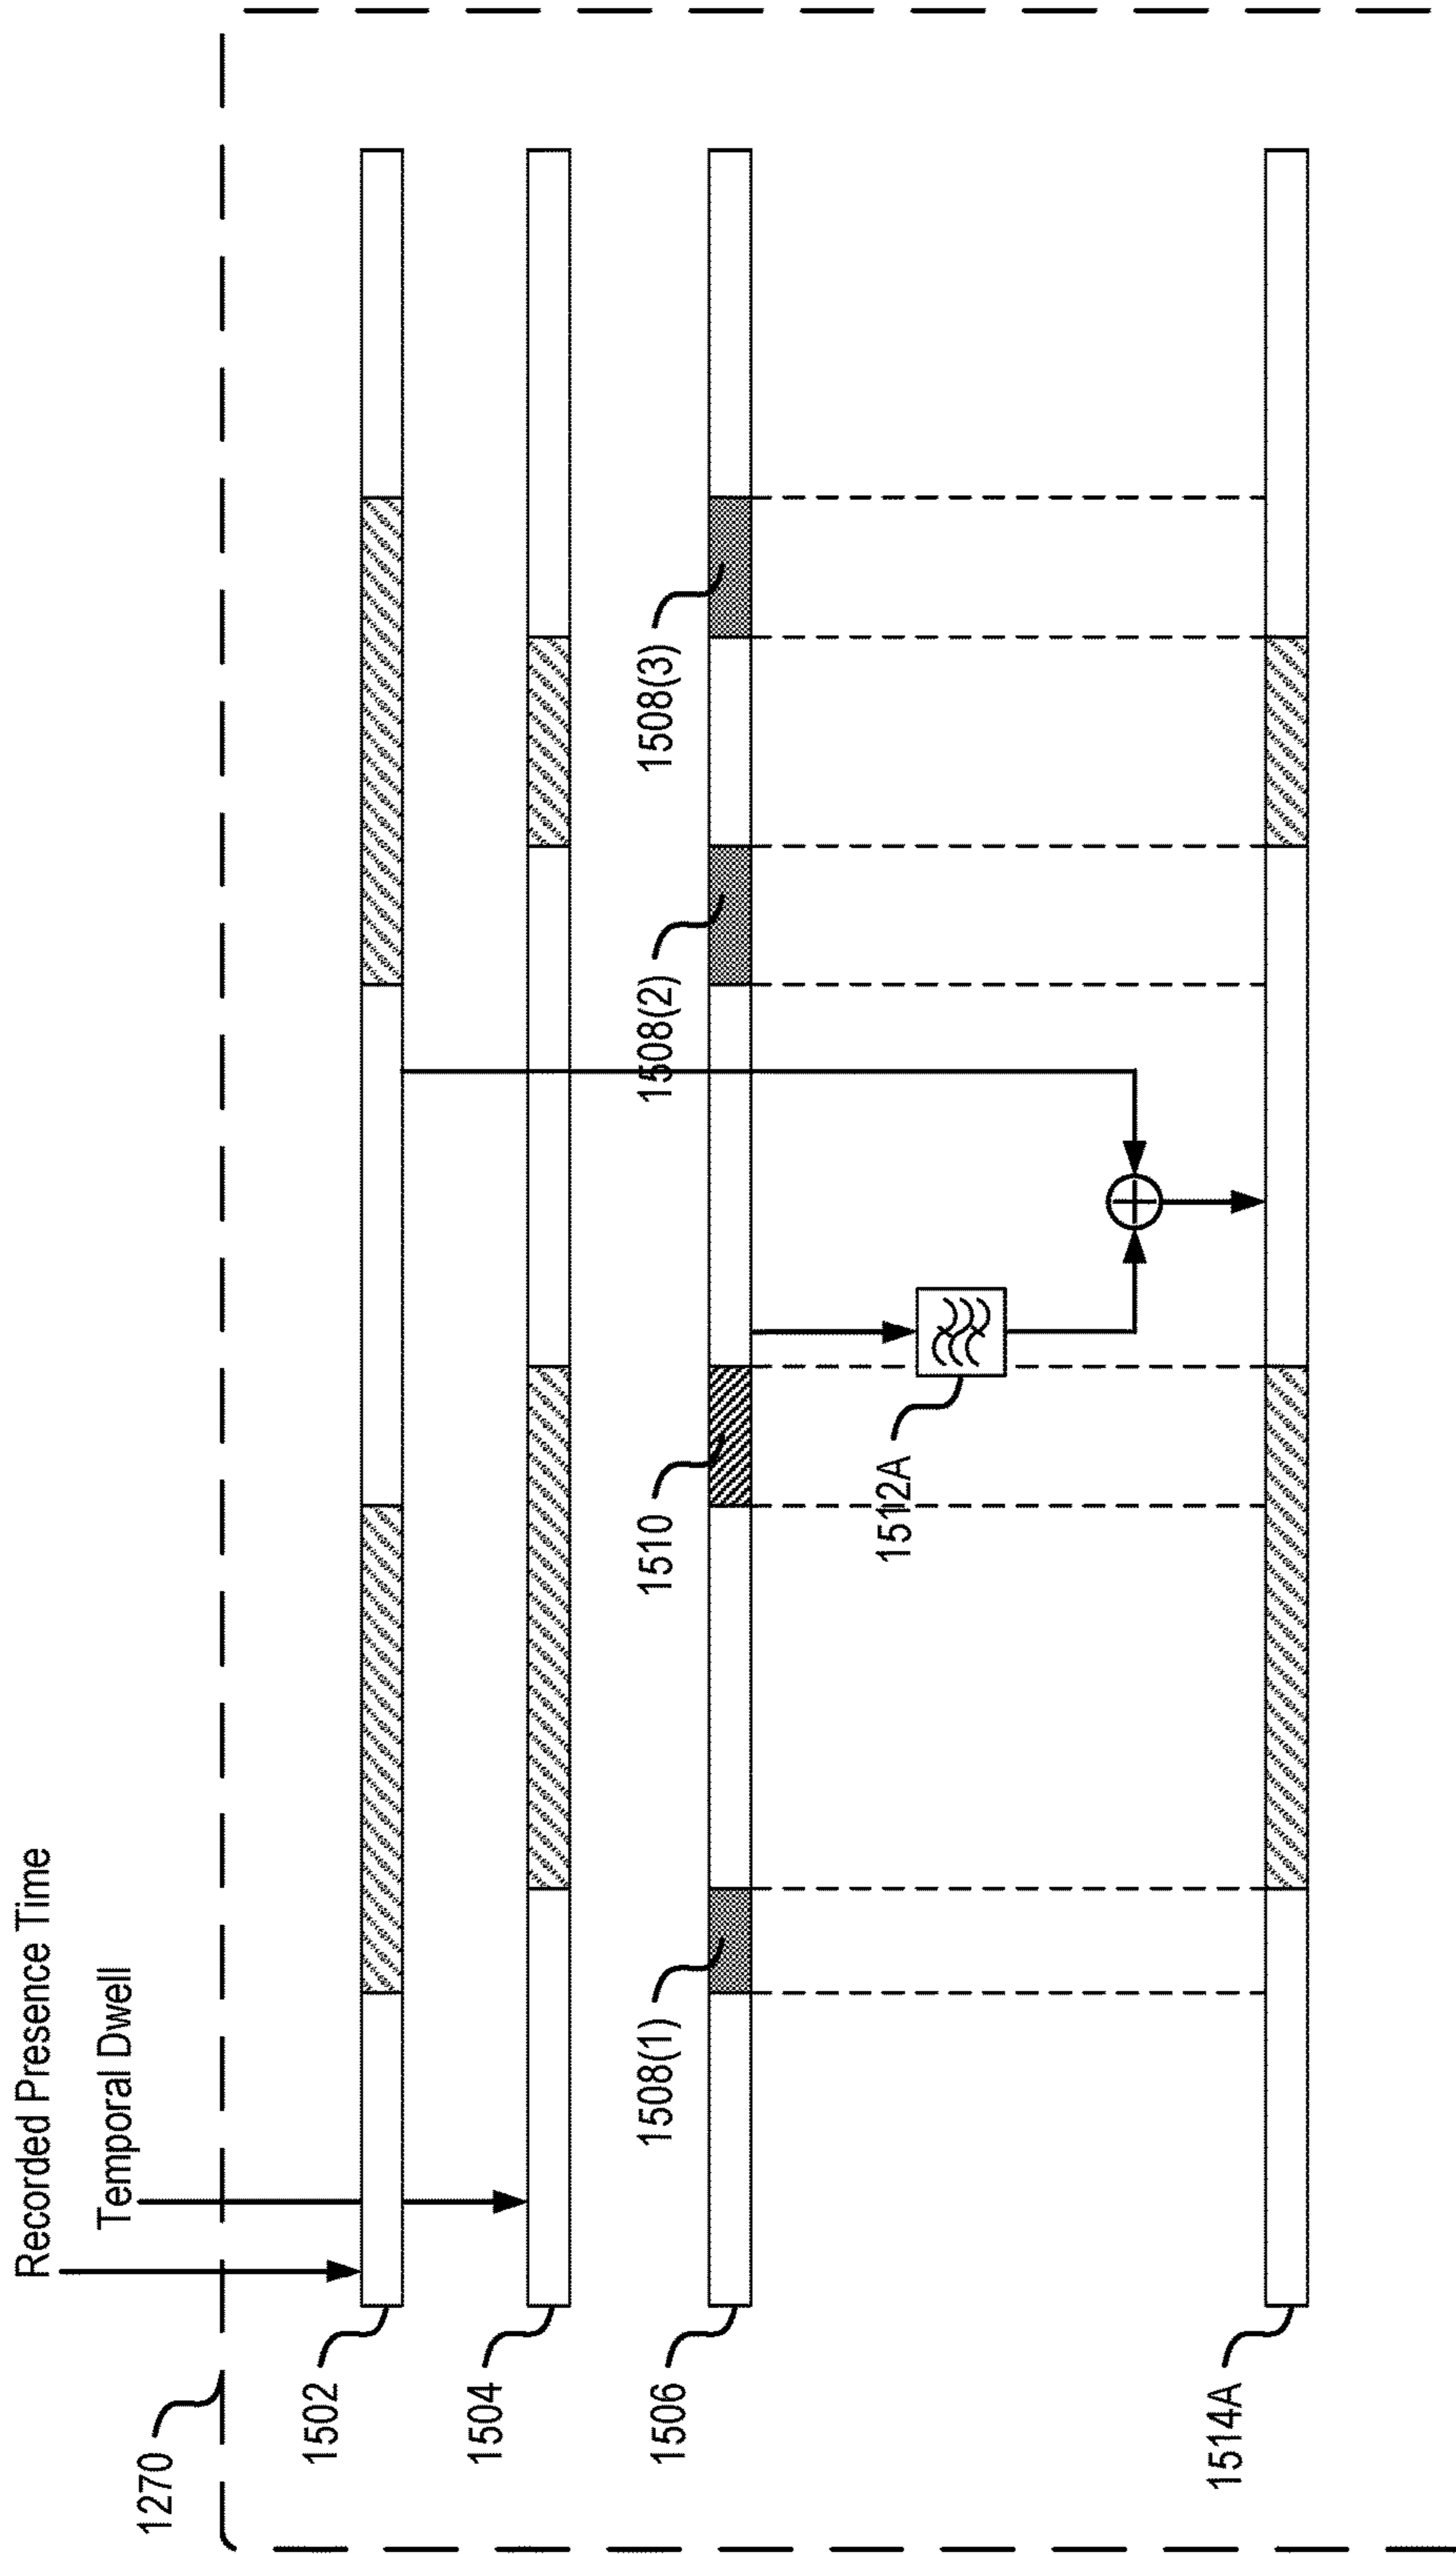 Recorded Presence Time
Temporal Dwell
1270
1502
1504
1506
1508(1)
1510
1508(2)
1508(3)
1512A
1514A